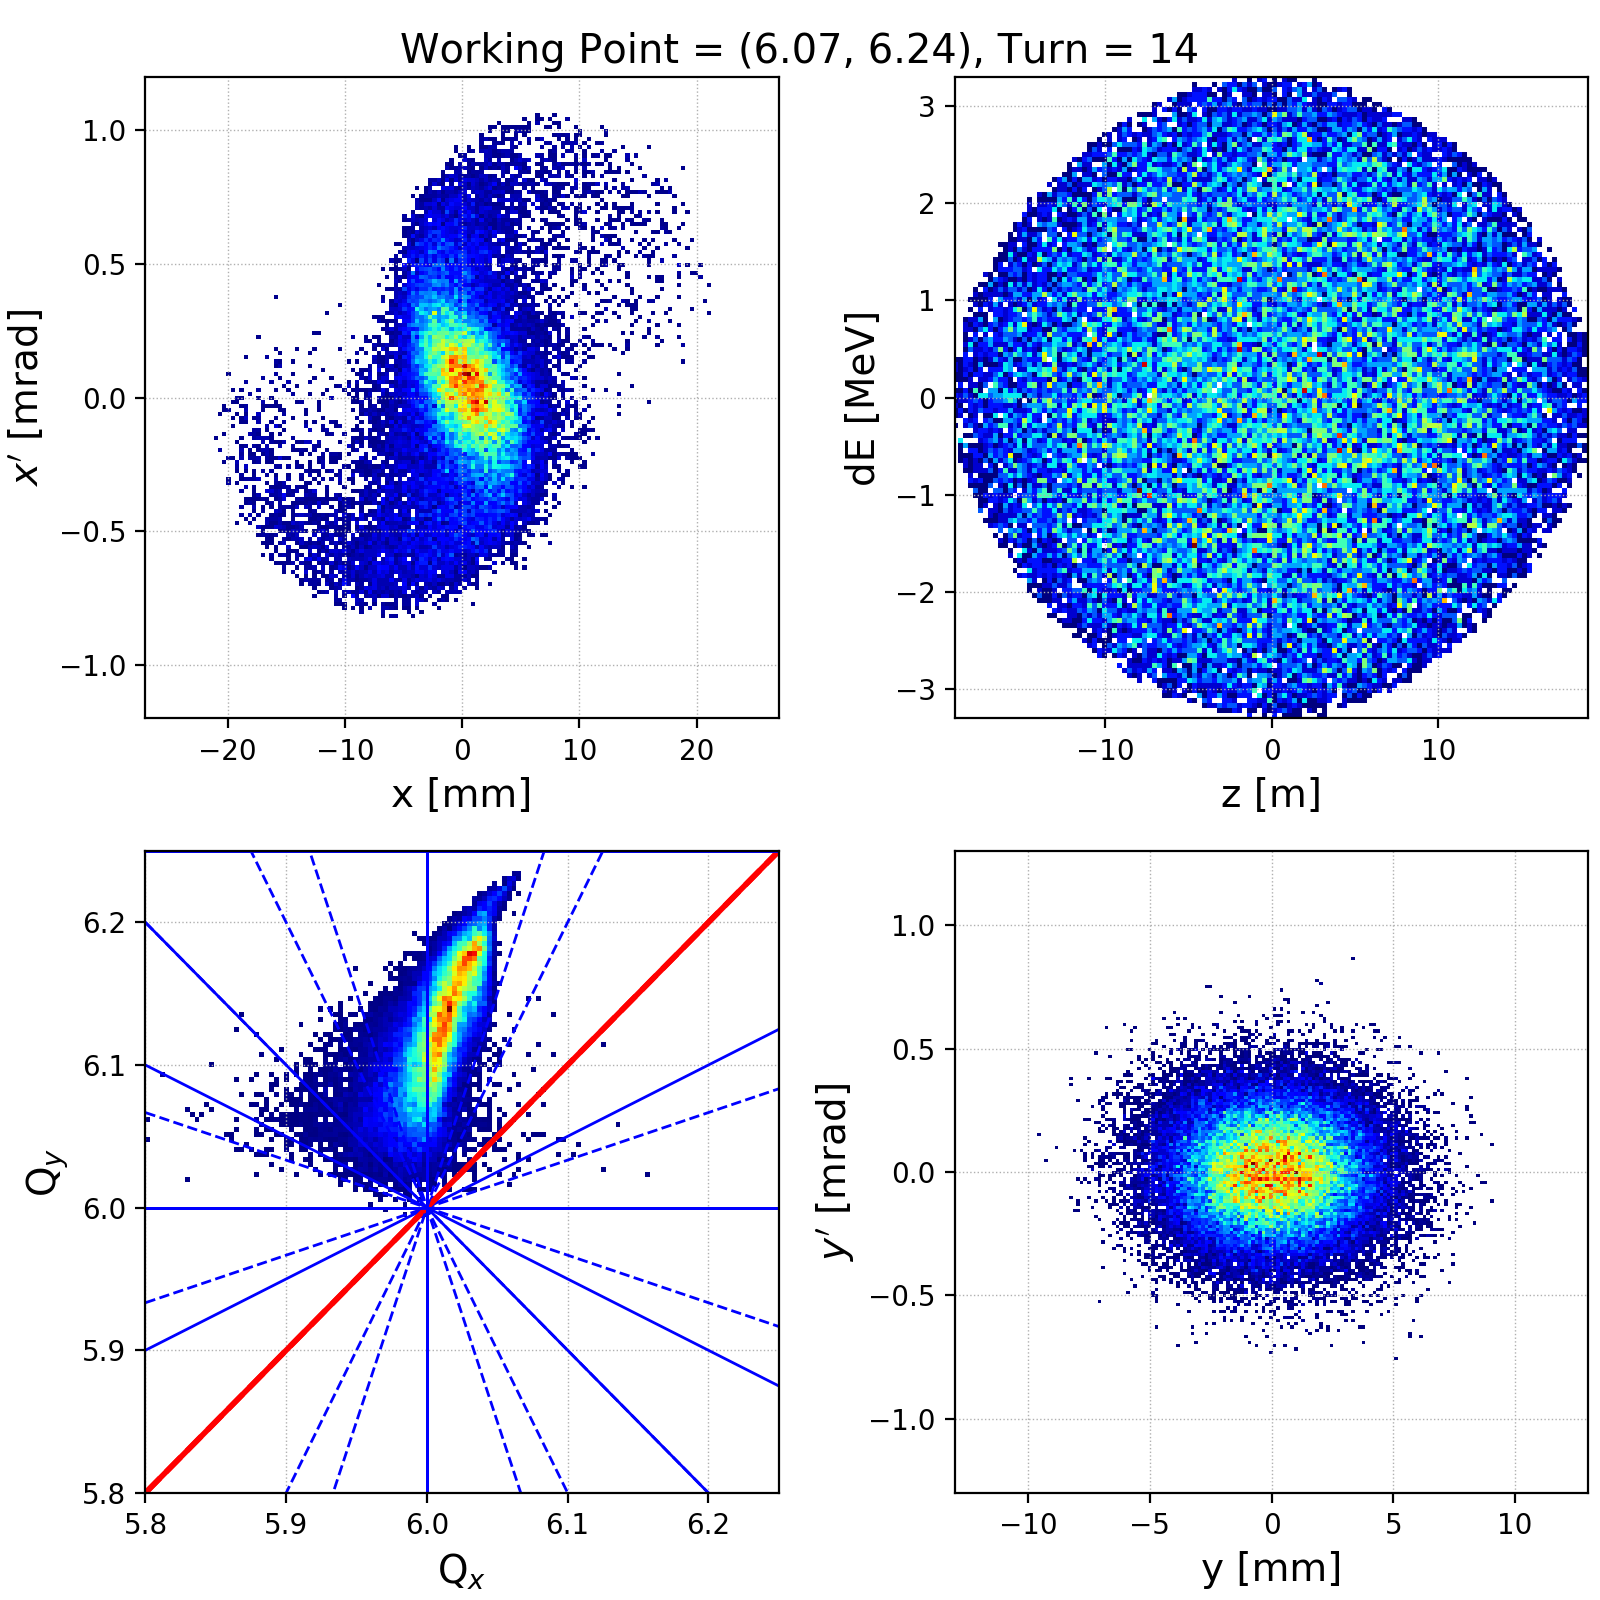 Working Point = (6.07, 6.24), Turn = 14
1.0
0.5
0.0
−0.5
−1.0
x′ [mrad]
−20 −10 0 10 20
x [mm]
3
2
1
0
−1
−2
−3
dE [MeV]
−10 0 10
z [m]
6.2
6.1
6.0
5.9
5.8
Qy
5.8 5.9 6.0 6.1 6.2
Qx
1.0
0.5
0.0
−0.5
−1.0
y′ [mrad]
−10 −5 0 5 10
y [mm]